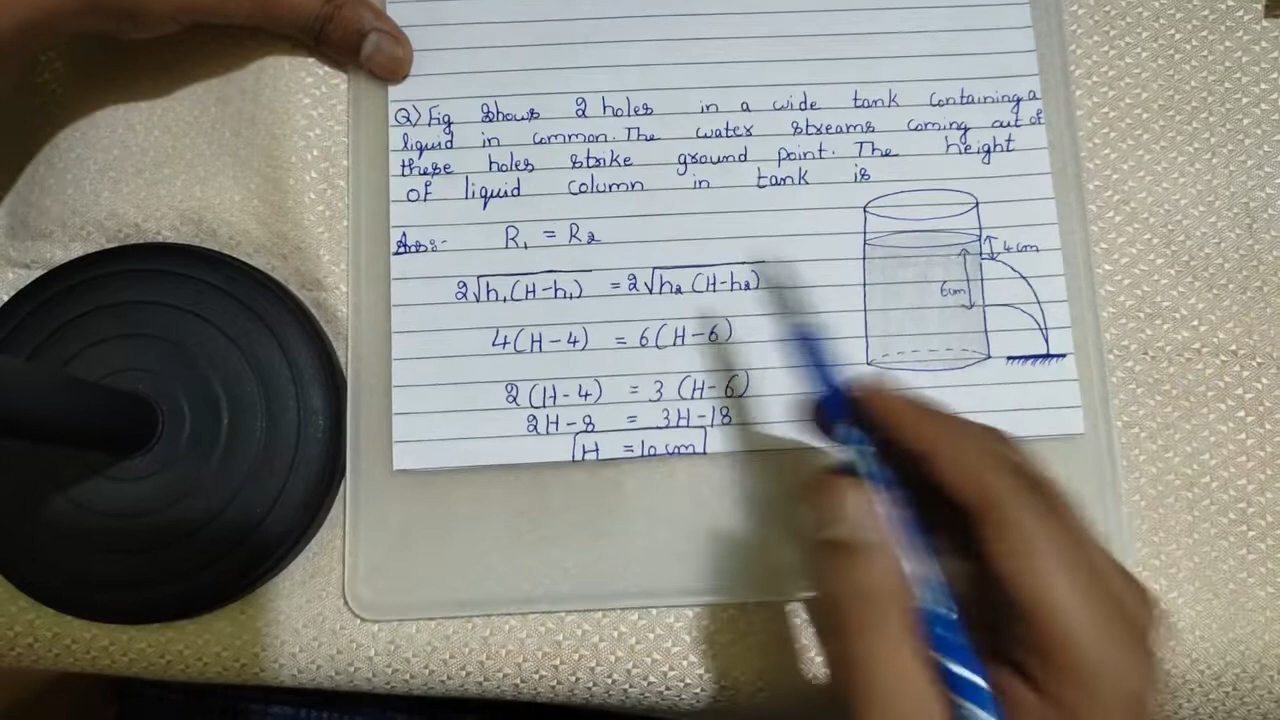 Q) Fig shows 2 holes in a wide tank containing a
liquid in common. The water streams coming out of
these holes strike ground point. The height
of liquid column in tank is
Ans:- R₁ = R₂
4cm
2√h₁(H-h₁) = 2√h₂(H-h₂)
6cm
4(H-4) = 6(H-6)
2(H-4) = 3(H-6)
2H-8 = 3H-18
H = 10cm